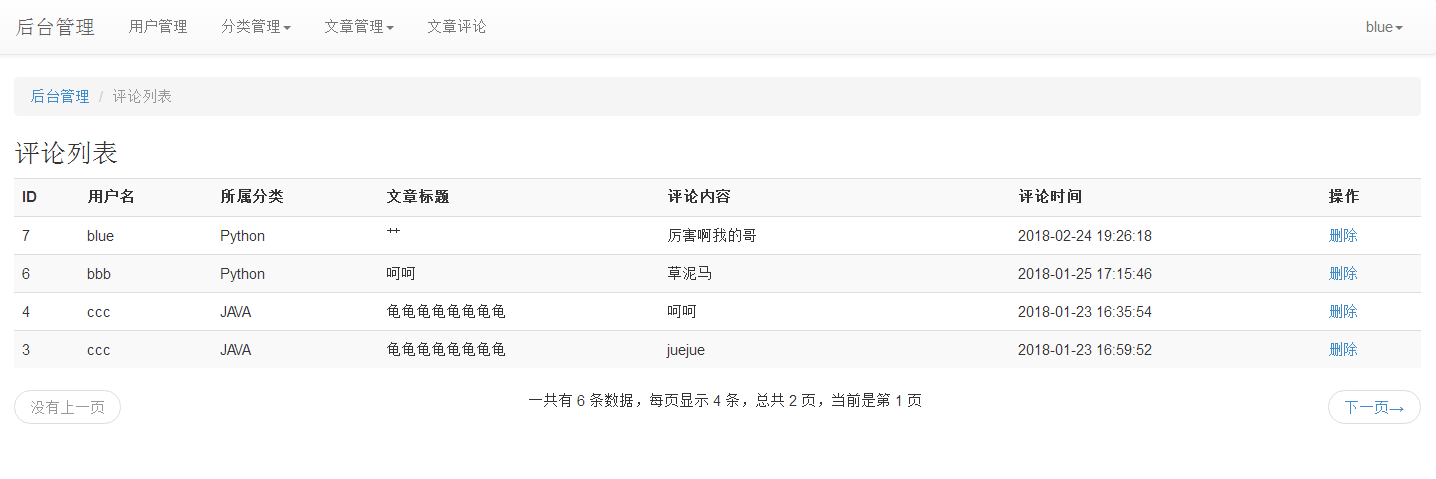 后台管理 用户管理 分类管理 文章管理 文章评论 blue
后台管理 / 评论列表
评论列表
ID 用户名 所属分类 文章标题 评论内容 评论时间 操作
7 blue Python 艹 厉害啊我的哥 2018-02-24 19:26:18 删除
6 bbb Python 呵呵 草泥马 2018-01-25 17:15:46 删除
4 ccc JAVA 龟龟龟龟龟龟龟龟 呵呵 2018-01-23 16:35:54 删除
3 ccc JAVA 龟龟龟龟龟龟龟龟 juejue 2018-01-23 16:59:52 删除
没有上一页 一共有 6 条数据，每页显示 4 条，总共 2 页，当前是第 1 页 下一页→